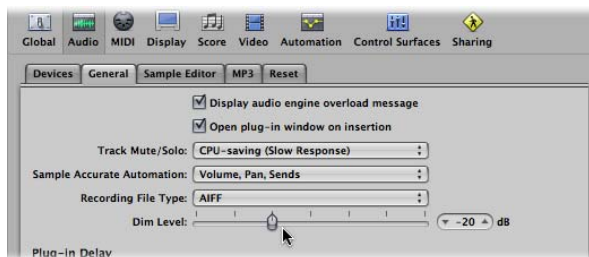 Global Audio MIDI Display Score Video Automation Control Surfaces Sharing
Devices General Sample Editor MP3 Reset
Display audio engine overload message
Open plug-in window on insertion
Track Mute/Solo: CPU-saving (Slow Response)
Sample Accurate Automation: Volume, Pan, Sends
Recording File Type: AIFF
Dim Level: -20 dB
Plug-in Delay